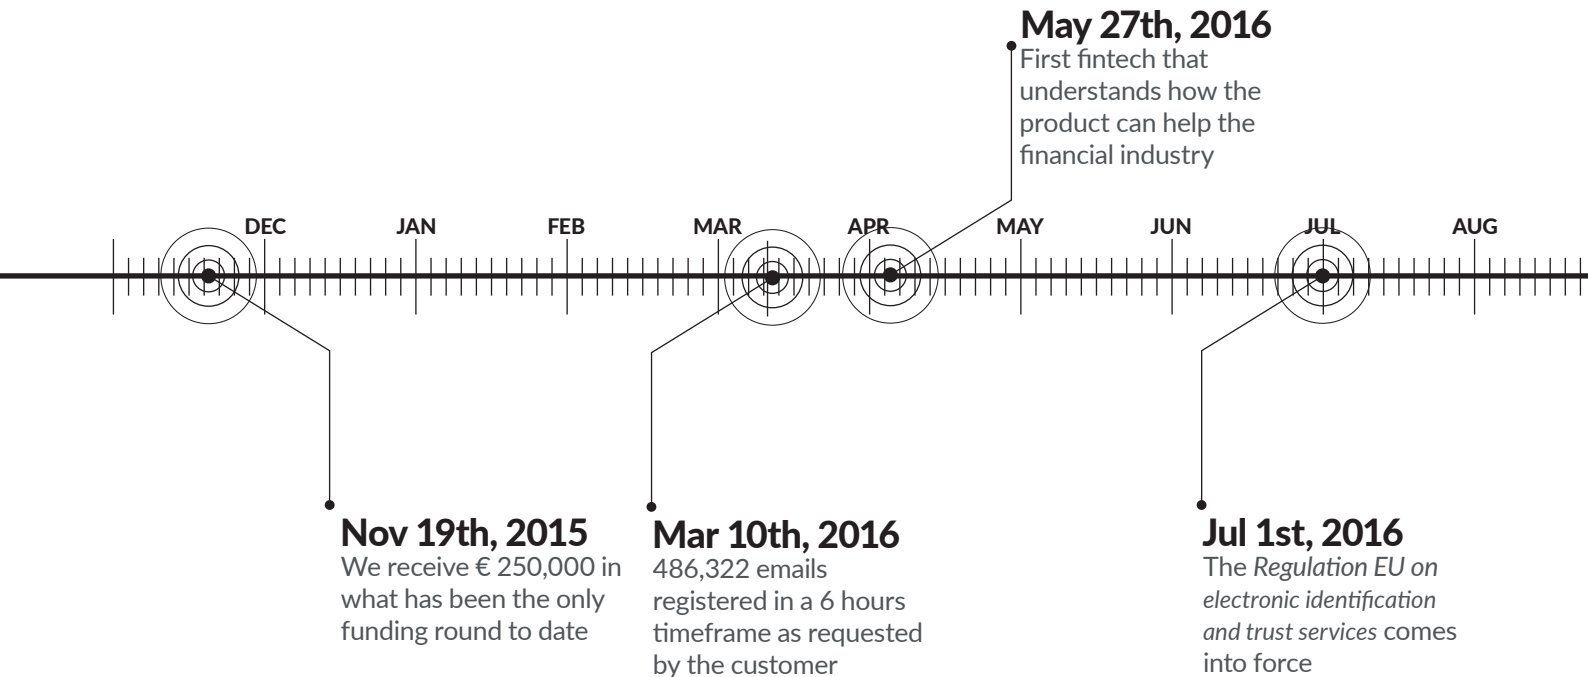 May 27th, 2016
First fintech that
understands how the
product can help the
financial industry
DEC
JAN
FEB
MAR
APR
MAY
JUN
JUL
AUG
Nov 19th, 2015
We receive € 250,000 in
what has been the only
funding round to date
Mar 10th, 2016
486,322 emails
registered in a 6 hours
timeframe as requested
by the customer
Jul 1st, 2016
The Regulation EU on
electronic identification
and trust services comes
into force